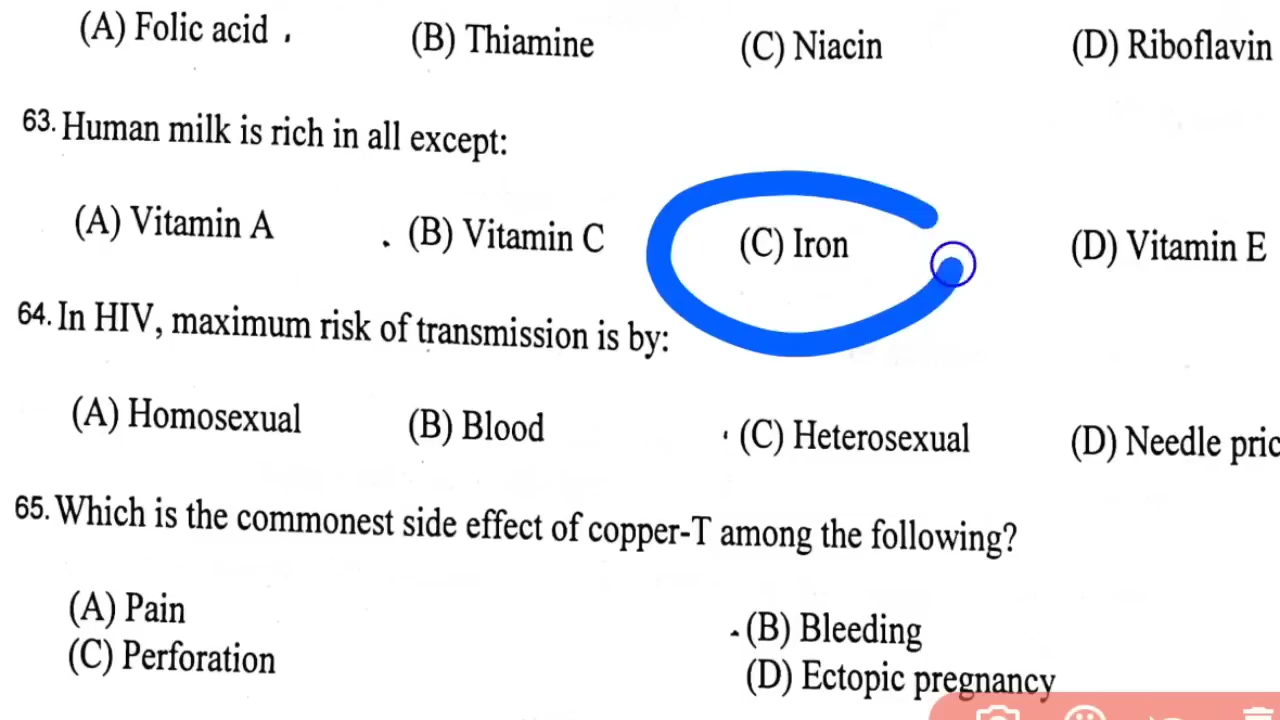 (A) Folic acid (B) Thiamine (C) Niacin (D) Riboflavin
63. Human milk is rich in all except:
(A) Vitamin A (B) Vitamin C (C) Iron (D) Vitamin E
64. In HIV, maximum risk of transmission is by:
(A) Homosexual (B) Blood (C) Heterosexual (D) Needle pric
65. Which is the commonest side effect of copper-T among the following?
(A) Pain (B) Bleeding
(C) Perforation (D) Ectopic pregnancy